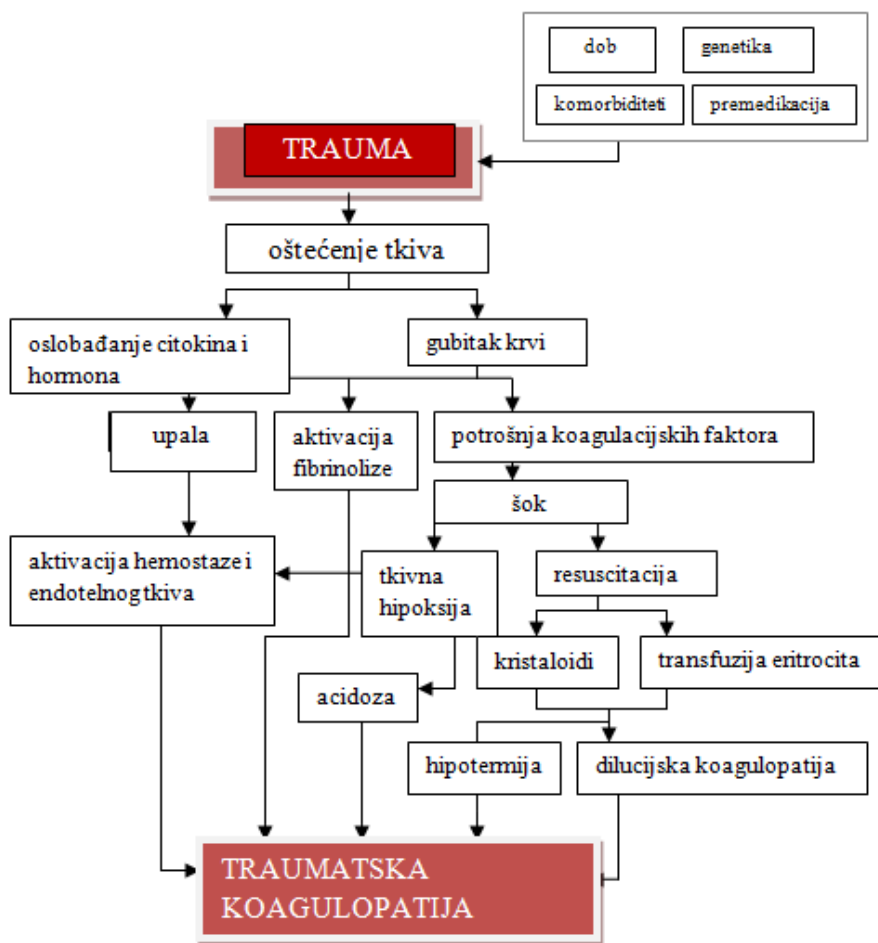 dob
genetika
komorbiditeti
premedikacija
TRAUMA
oštećenje tkiva
oslobađanje citokina i
hormona
gubitak krvi
upala
aktivacija
fibrinolize
potrošnja koagulacijskih faktora
šok
aktivacija hemostaze i
endotelnog tkiva
tkivna
hipoksija
resuscitacija
kristaloidi
transfuzija eritrocita
acidoza
hipotermija
dilucijska koagulopatija
TRAUMATSKA
KOAGULOPATIJA